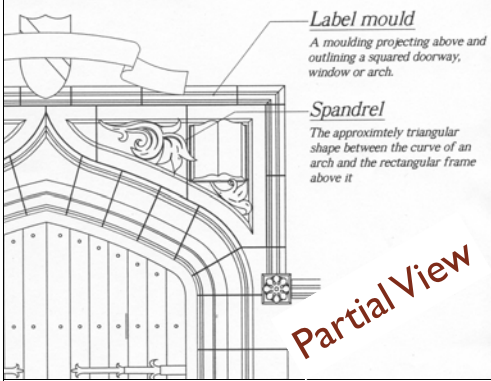 Label mould
A moulding projecting above and
outlining a squared doorway,
window or arch.
Spandrel
The approximtely triangular
shape between the curve of an
arch and the rectangular frame
above it
Partial View